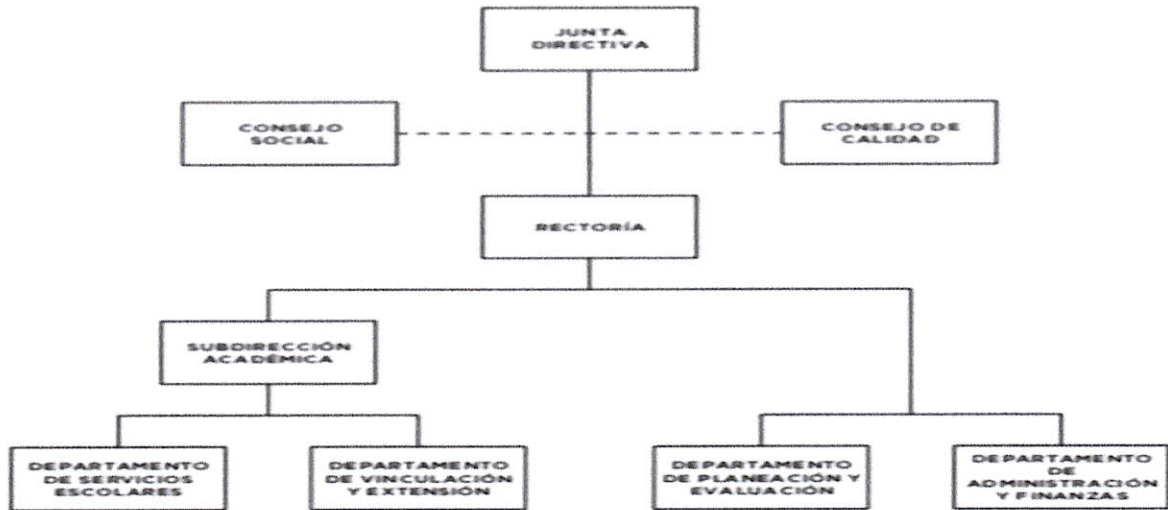 JUNTA
DIRECTIVA
CONSEJO
SOCIAL
CONSEJO DE
CALIDAD
RECTORÍA
SUBDIRECCIÓN
ACADÉMICA
DEPARTAMENTO
DE SERVICIOS
ESCOLARES
DEPARTAMENTO
DE VINCULACIÓN
Y EXTENSIÓN
DEPARTAMENTO
DE PLANEACIÓN Y
EVALUACIÓN
DEPARTAMENTO
DE
ADMINISTRACIÓN
Y FINANZAS